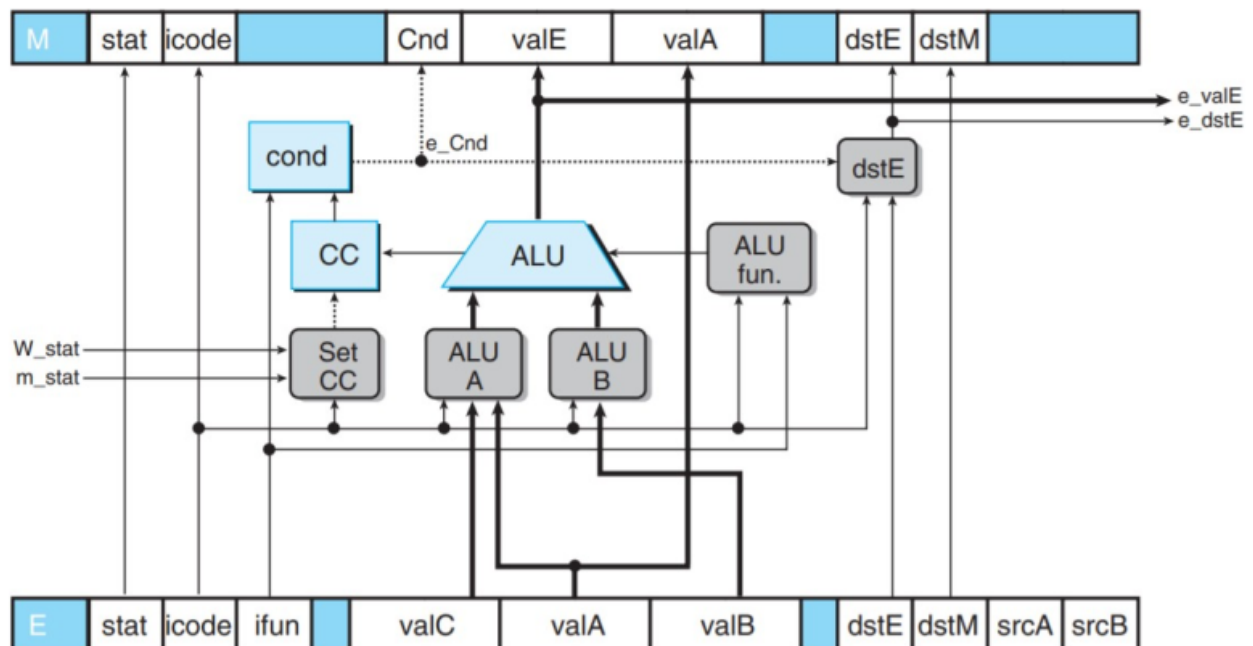 M stat icode Cnd valE valA dstE dstM
e_valE
e_dstE
e_Cnd
cond
dstE
CC
ALU
ALU
fun.
W_stat
m_stat
Set
CC
ALU
A
ALU
B
E stat icode ifun valC valA valB dstE dstM srcA srcB